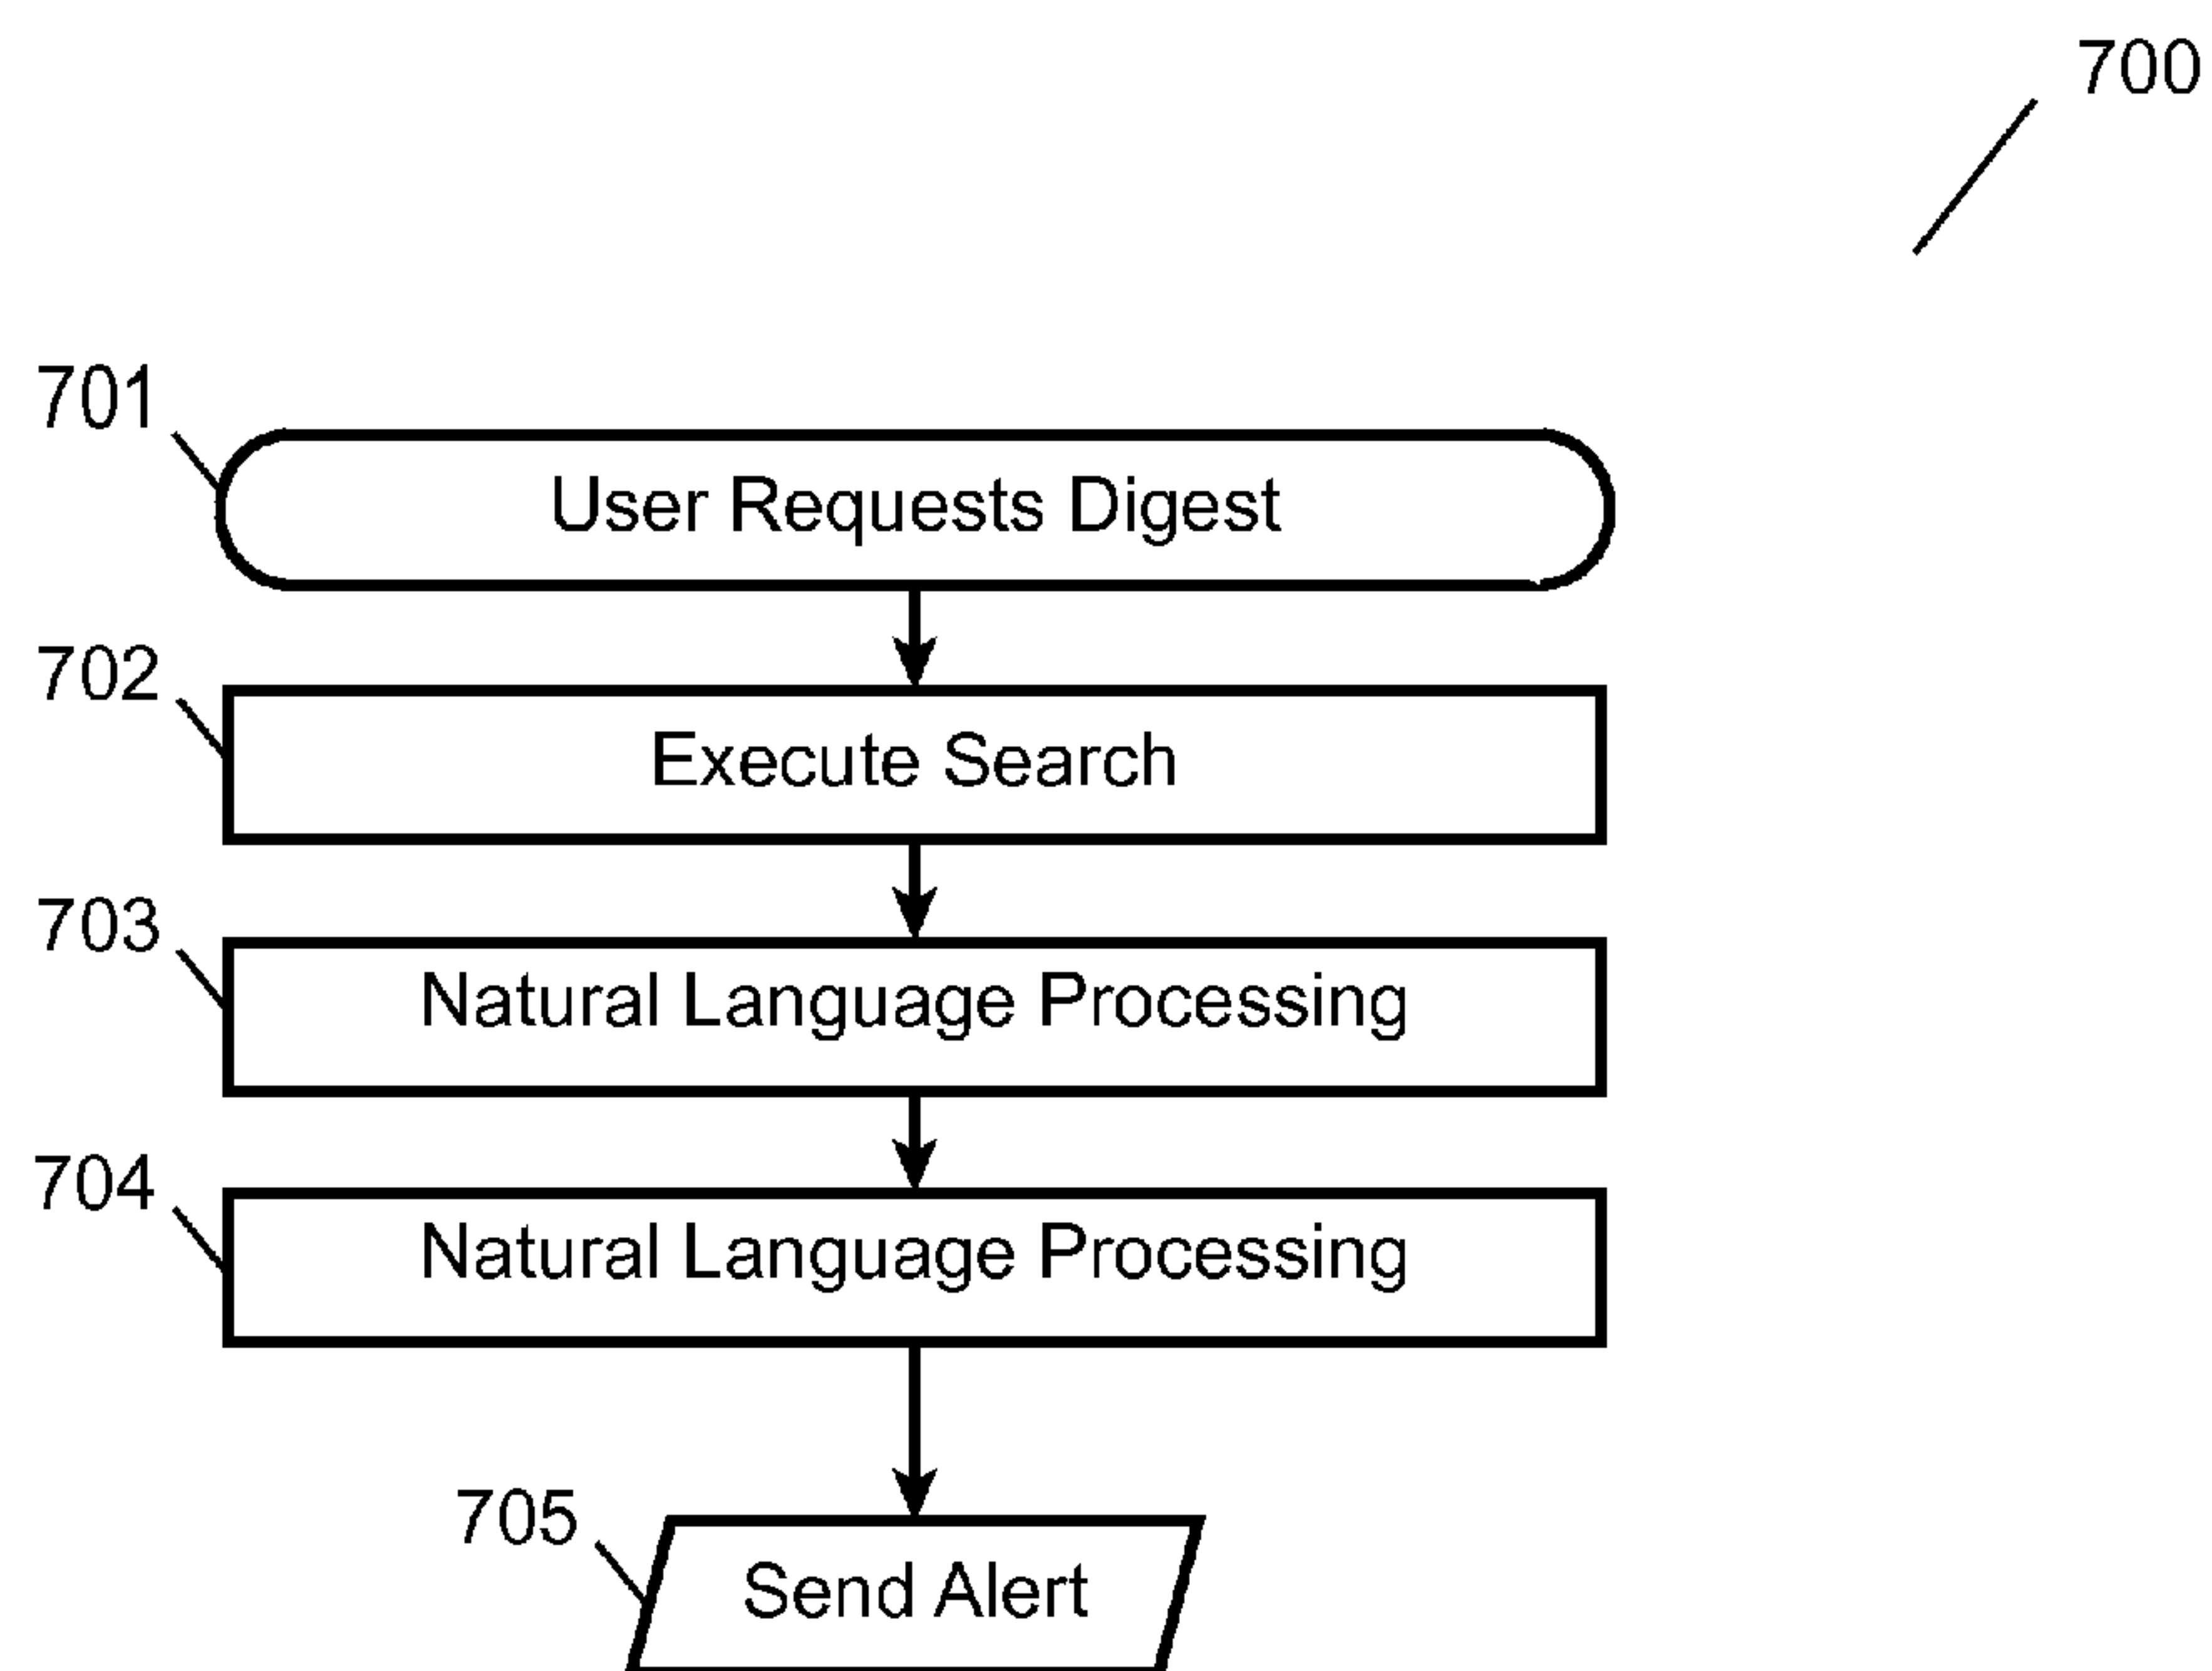 700
701
User Requests Digest
702
Execute Search
703
Natural Language Processing
704
Natural Language Processing
705
Send Alert